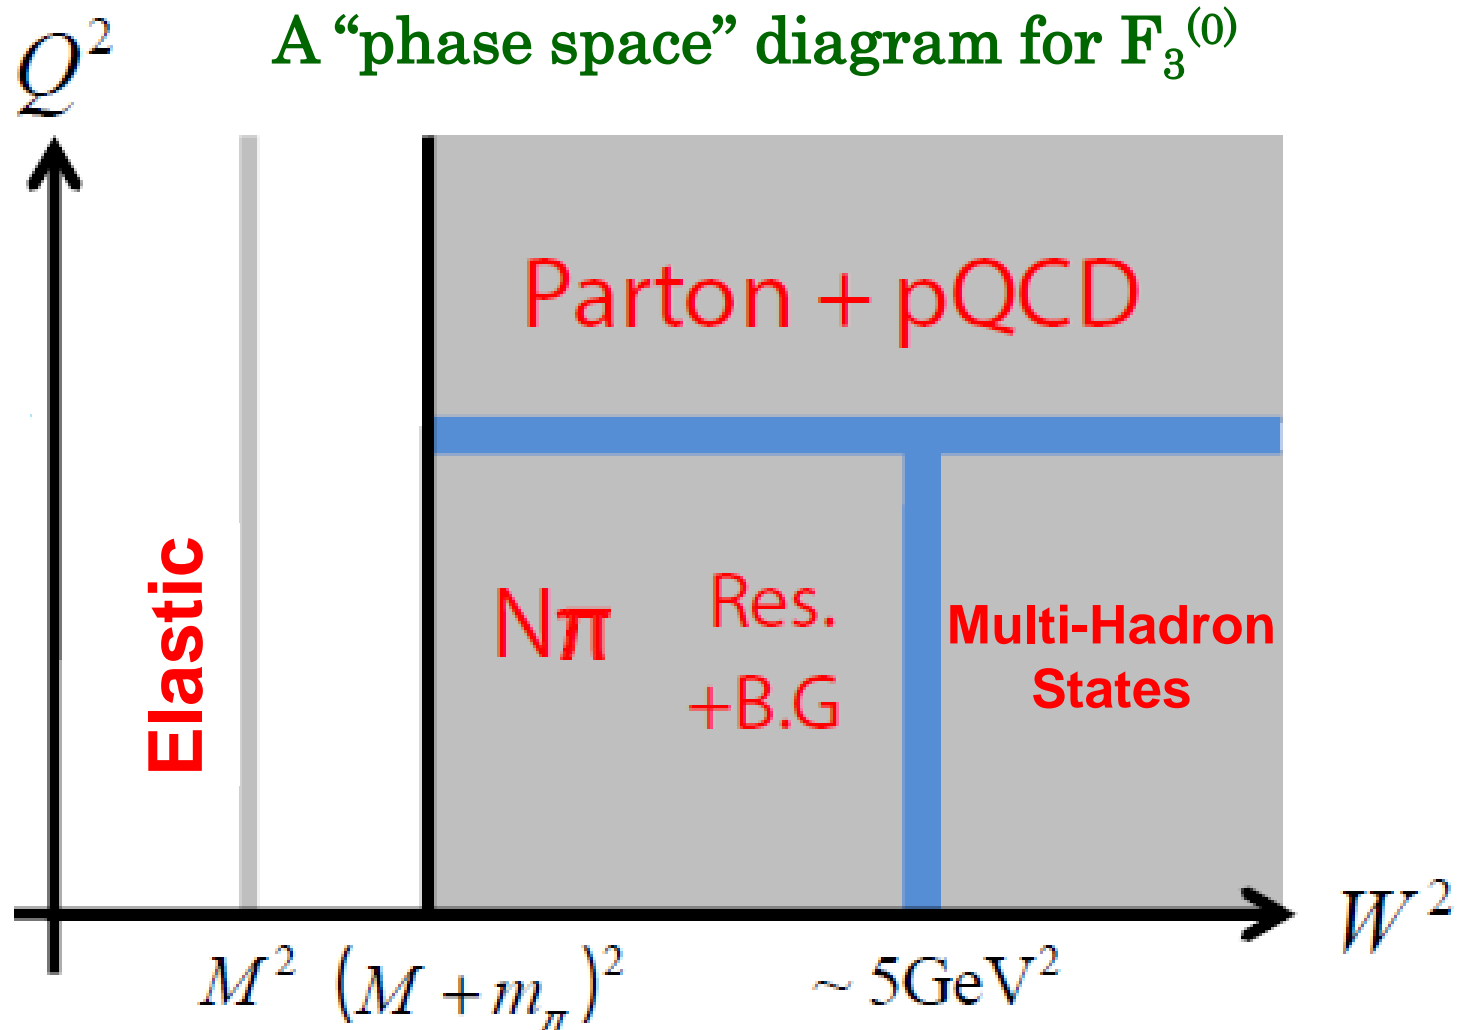 A “phase space” diagram for F₃⁽⁰⁾
Q²
Parton + pQCD
Elastic
Nπ
Res.
+B.G
Multi-Hadron
States
W²
M² (M + m_π)² ~ 5GeV²